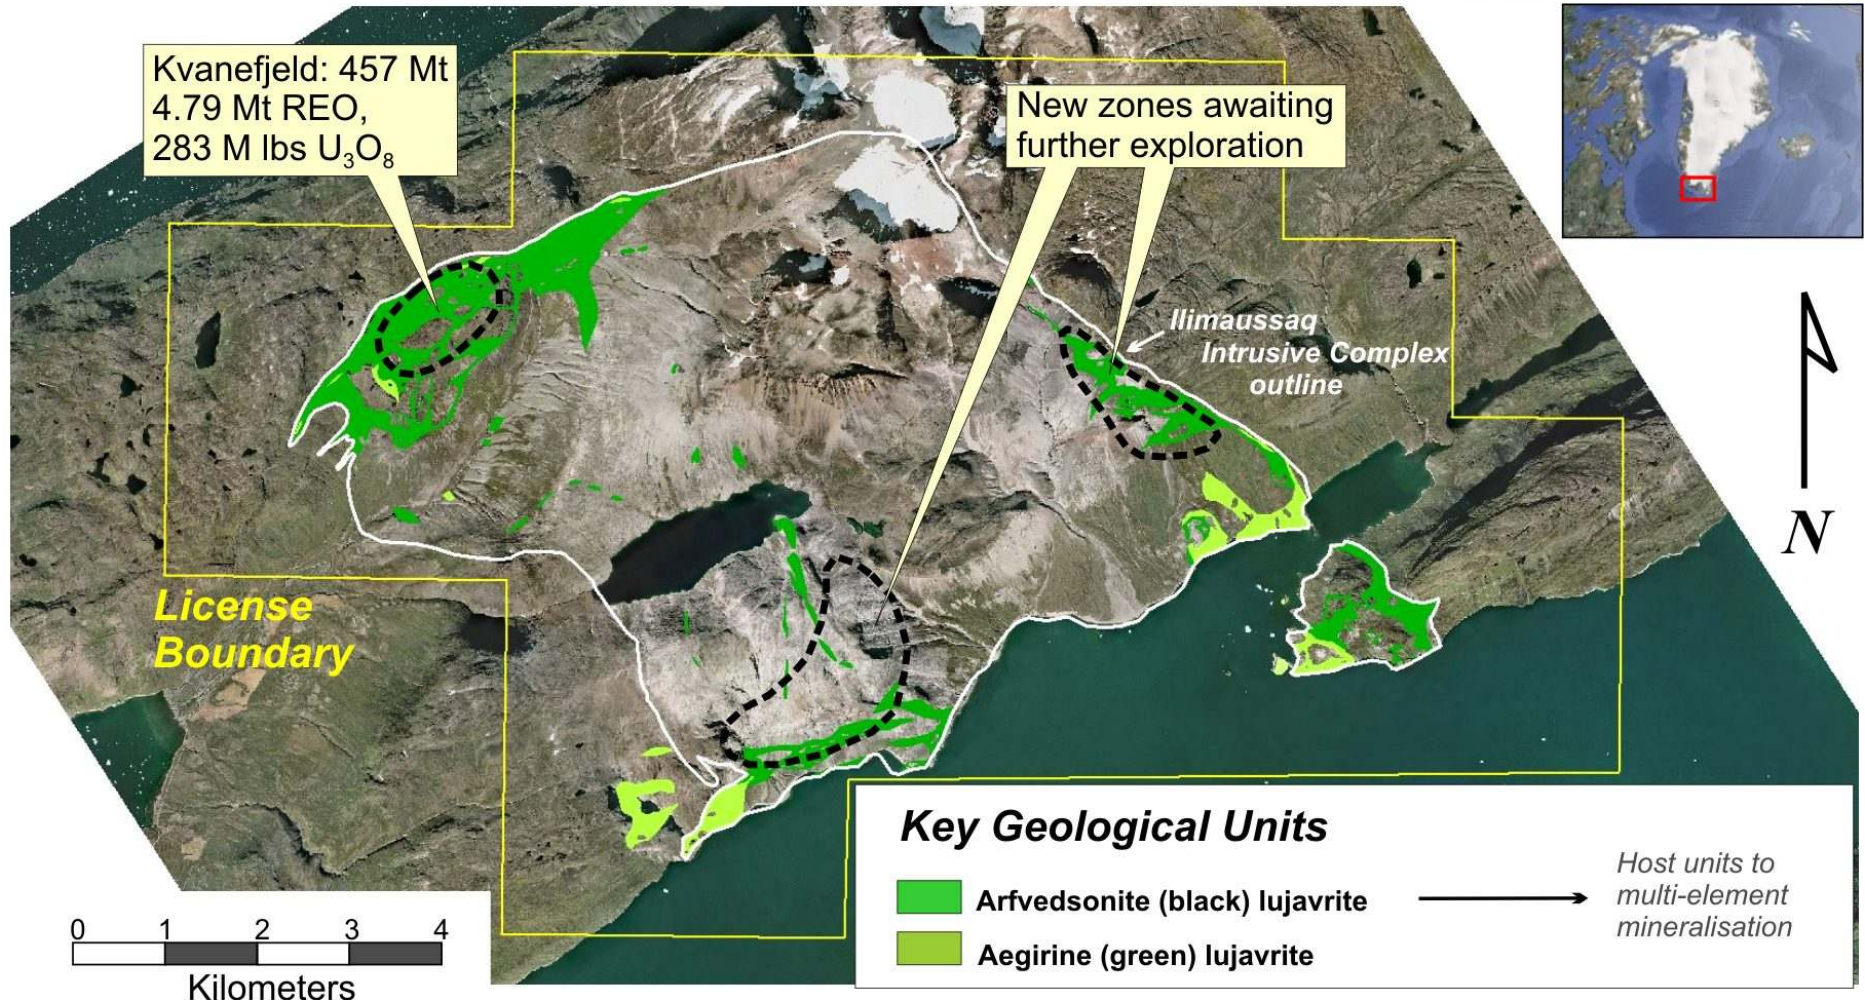 Kvanefjeld: 457 Mt
4.79 Mt REO,
283 M lbs U₃O₈
New zones awaiting
further exploration
Ilimaussaq
Intrusive Complex
outline
License
Boundary
N
Key Geological Units
Arfvedsonite (black) lujavrite
Aegirine (green) lujavrite
Host units to
multi-element
mineralisation
0 1 2 3 4
Kilometers